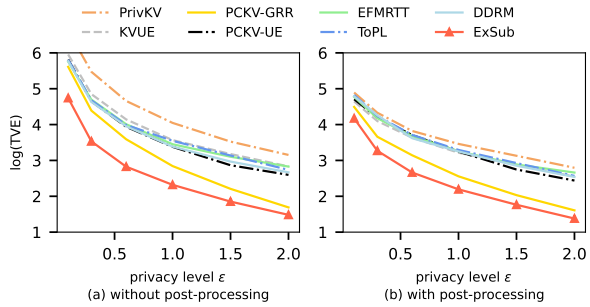 PrivKV PCKV-GRR EFMRTT DDRM
KVUE PCKV-UE ToPL ExSub
6 6
5 5
4 4
3 3
2 2
1 1
log(TVE)
0.5 1.0 1.5 2.0 0.5 1.0 1.5 2.0
privacy level ε privacy level ε
(a) without post-processing (b) with post-processing